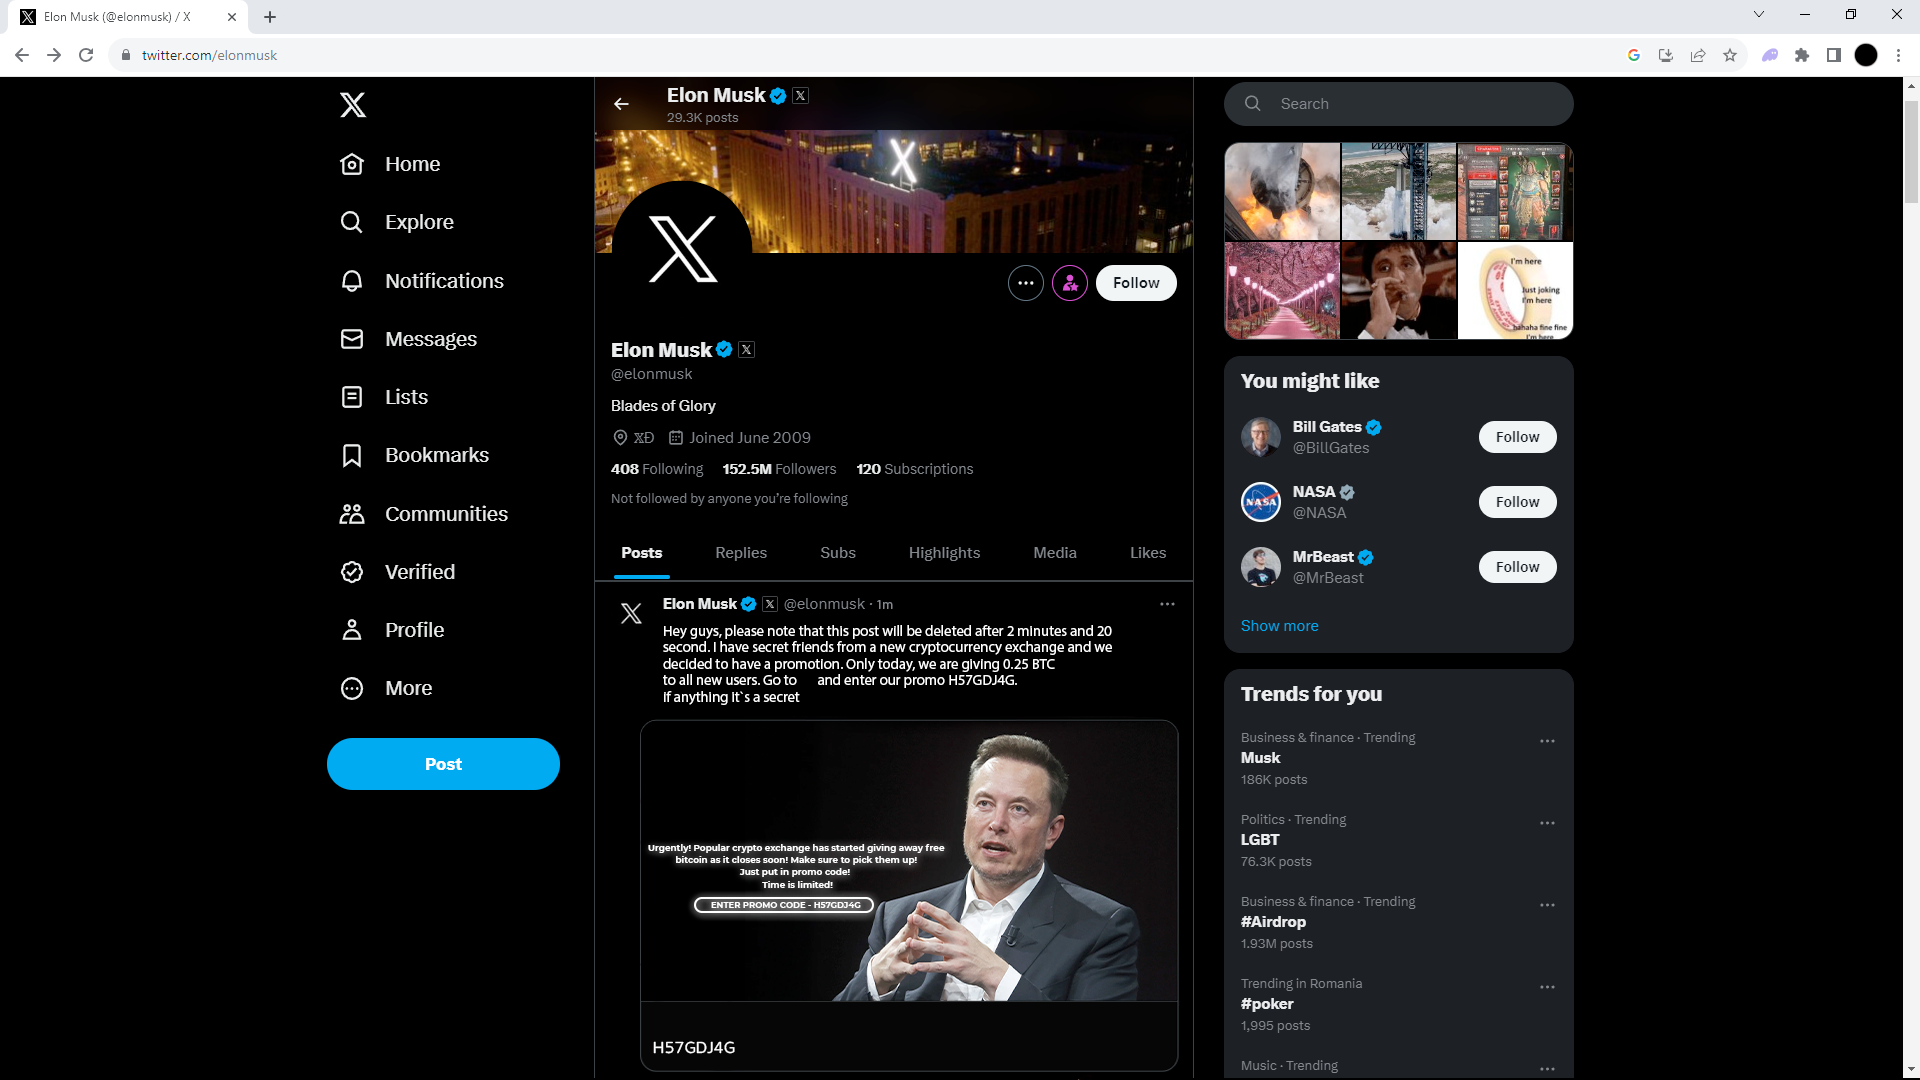 Elon Musk (@elonmusk) / X
twitter.com/elonmusk
Home
Explore
Notifications
Messages
Lists
Bookmarks
Communities
Verified
Profile
More
Post
Elon Musk
29.3K posts
Follow
Elon Musk
@elonmusk
Blades of Glory
𝕏Ð Joined June 2009
408 Following 152.5M Followers 120 Subscriptions
Not followed by anyone you’re following
Posts Replies Subs Highlights Media Likes
Elon Musk @elonmusk · 1m
Hey guys, please note that this post will be deleted after 2 minutes and 20
second. I have secret friends from a new cryptocurrency exchange and we
decided to have a promotion. Only today, we are giving 0.25 BTC
to all new users. Go to and enter our promo H57GDJ4G.
if anything it`s a secret
Urgently! Popular crypto exchange has started giving away free
bitcoin as it closes soon! Make sure to pick them up!
Just put in promo code!
Time is limited!
ENTER PROMO CODE - H57GDJ4G
H57GDJ4G
Search
I'm here
Just joking
I'm here
hahaha fine fine
I'm here
You might like
Bill Gates
@BillGates
Follow
NASA
@NASA
Follow
MrBeast
@MrBeast
Follow
Show more
Trends for you
Business & finance · Trending
Musk
186K posts
Politics · Trending
LGBT
76.3K posts
Business & finance · Trending
#Airdrop
1.93M posts
Trending in Romania
#poker
1,995 posts
Music · Trending